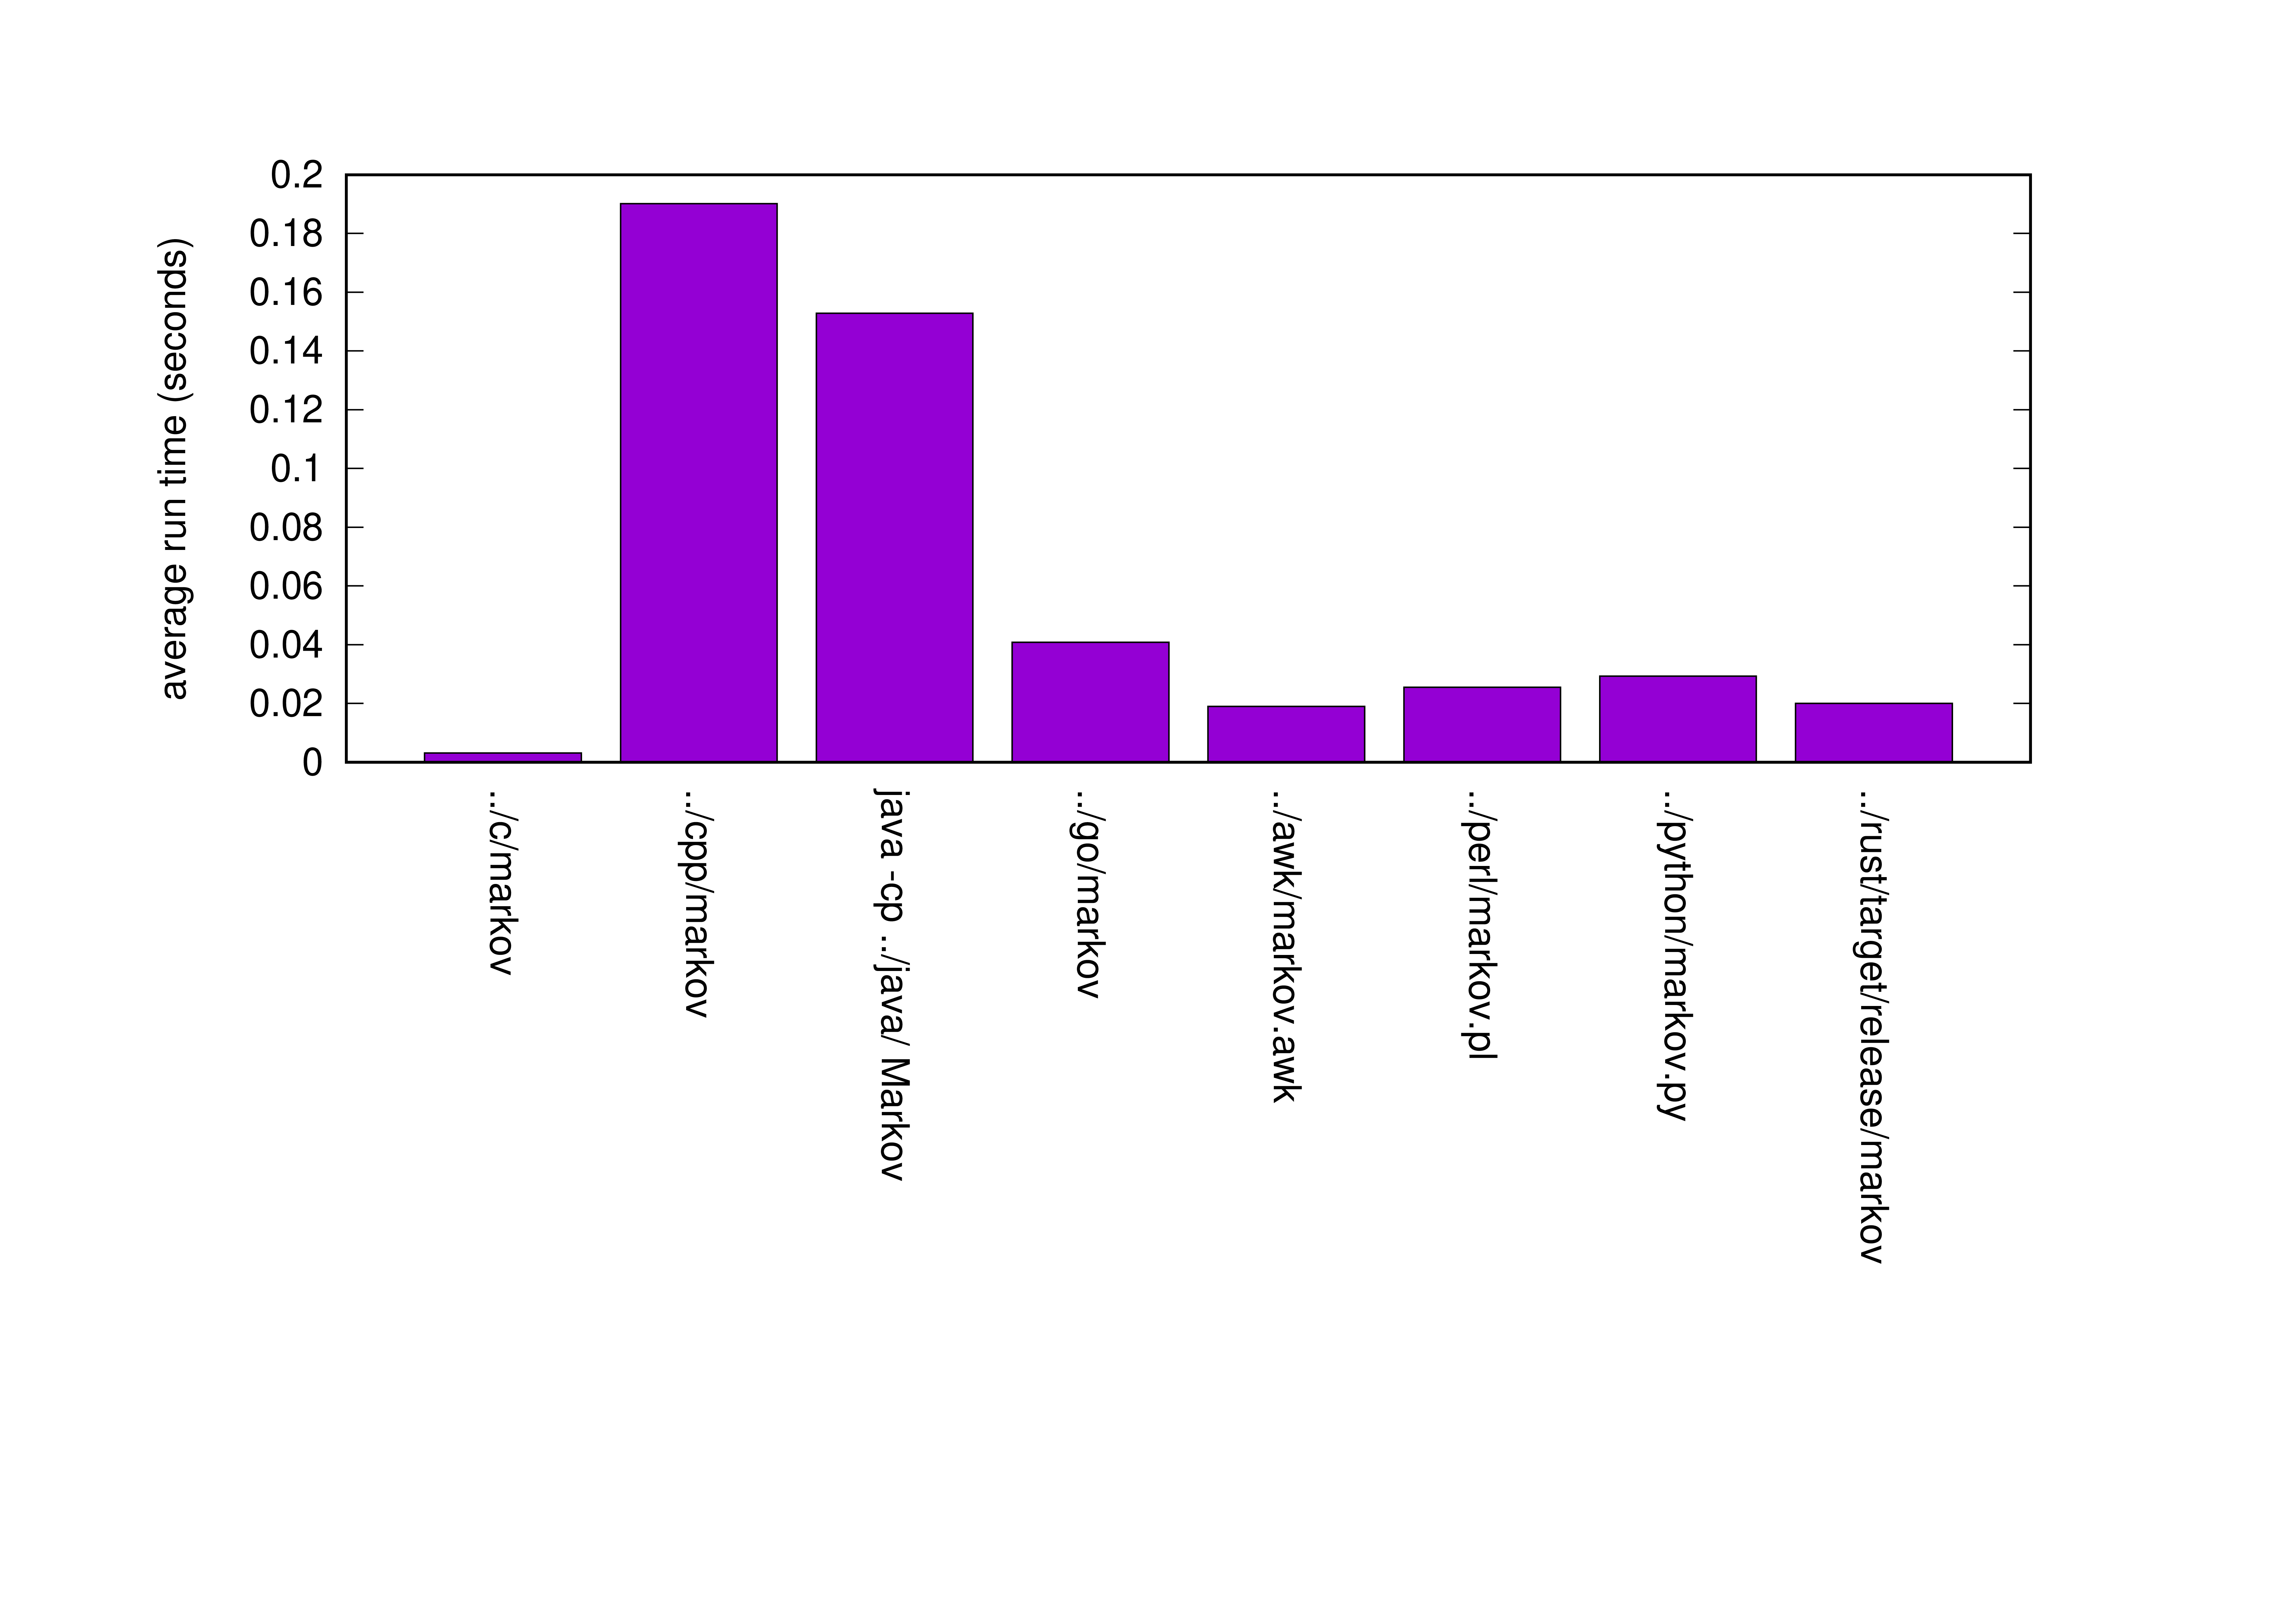 average run time (seconds)
0.2
0.18
0.16
0.14
0.12
0.1
0.08
0.06
0.04
0.02
0
../c/markov
../cpp/markov
java -cp ../java/ Markov
../go/markov
../awk/markov.awk
../perl/markov.pl
../python/markov.py
../rust/target/release/markov